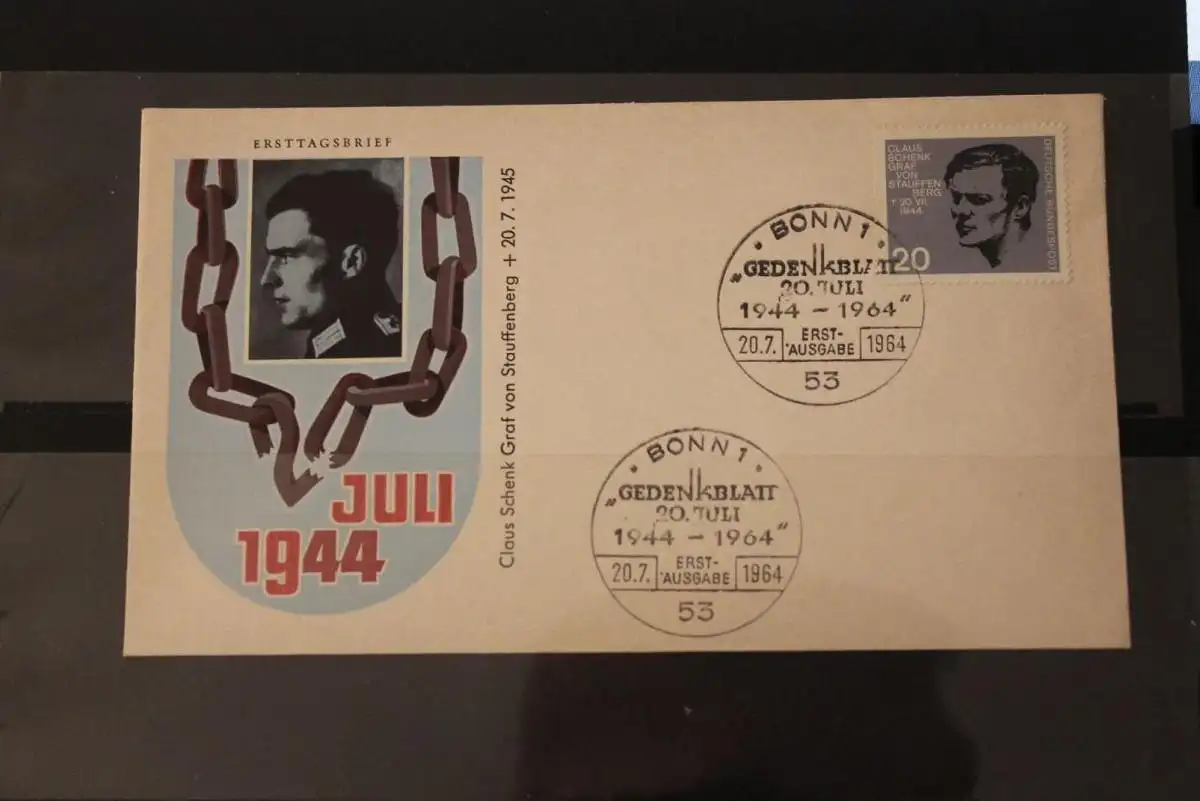 ERSTTAGSBRIEF
JULI
1944
Claus Schenk Graf von Stauffenberg + 20.7.1945
CLAUS
SCHENK
GRAF
VON
STAUFFEN
BERG
† 20. VII.
1944
DEUTSCHE BUNDESPOST
20
BONN 1
„GEDENKBLATT
20. JULI
1944 – 1964“
20.7.
ERST-
AUSGABE
1964
53
BONN 1
„GEDENKBLATT
20. JULI
1944 – 1964“
20.7.
ERST-
AUSGABE
1964
53